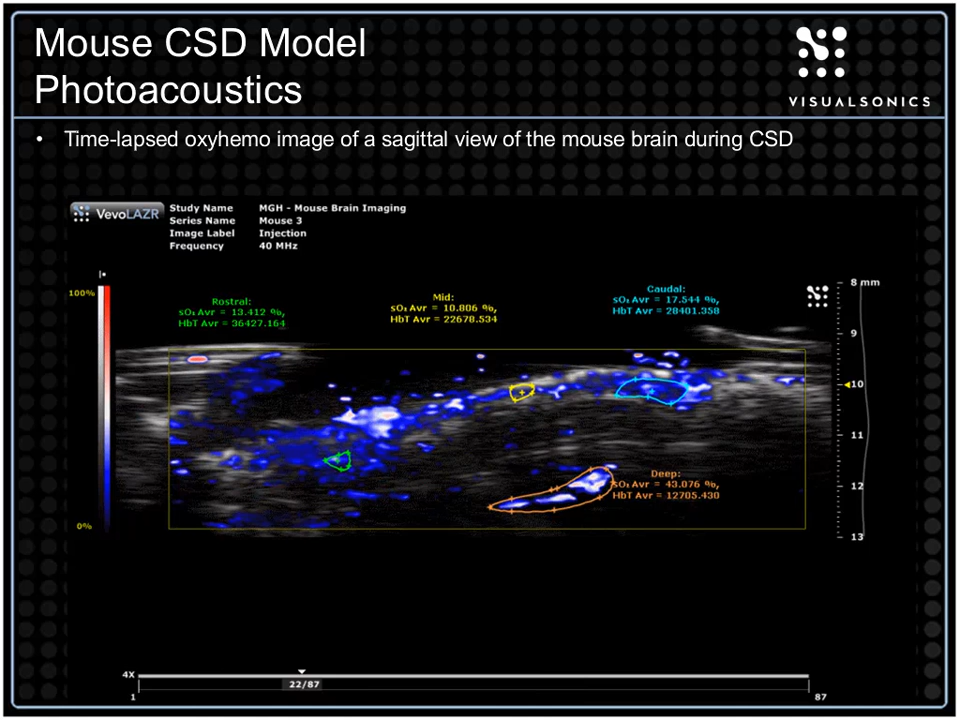 Mouse CSD Model
Photoacoustics
VISUALSONICS
• Time-lapsed oxyhemo image of a sagittal view of the mouse brain during CSD
VevoLAZR
Study Name MGH - Mouse Brain Imaging
Series Name Mouse 3
Image Label Injection
Frequency 40 MHz
100%
0%
Rostral:
sO₂ Avr = 13.412 %,
HbT Avr = 36427.164
Mid:
sO₂ Avr = 10.806 %,
HbT Avr = 22678.534
Caudal:
sO₂ Avr = 17.544 %,
HbT Avr = 28401.358
Deep:
sO₂ Avr = 43.076 %,
HbT Avr = 12705.430
8 mm
9
10
11
12
13
4X
22/87
1
87